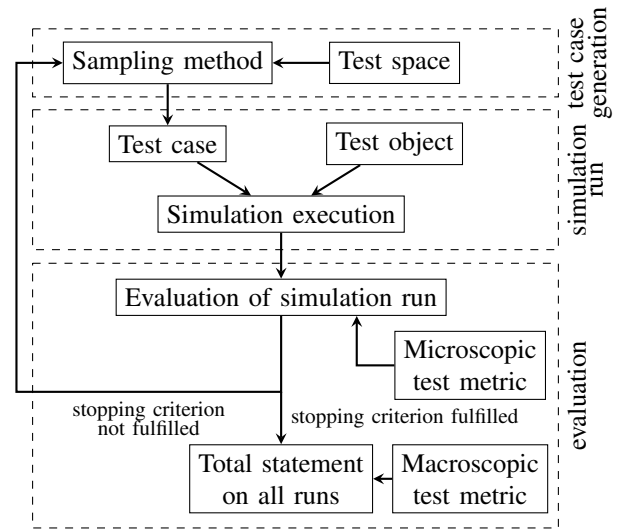 Sampling method
Test space
test case
generation
Test case
Test object
Simulation execution
simulation
run
Evaluation of simulation run
Microscopic
test metric
stopping criterion
not fulfilled
stopping criterion fulfilled
evaluation
Total statement
on all runs
Macroscopic
test metric